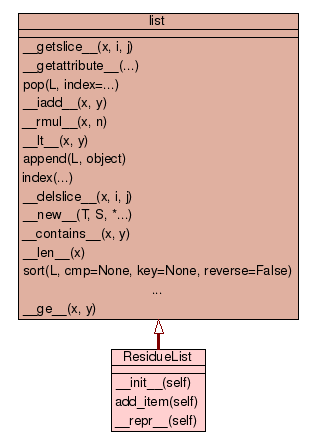 list
__getslice__(x, i, j)
__getattribute__(...)
pop(L, index=...)
__iadd__(x, y)
__rmul__(x, n)
__lt__(x, y)
append(L, object)
index(...)
__delslice__(x, i, j)
__new__(T, S, *...)
__contains__(x, y)
__len__(x)
sort(L, cmp=None, key=None, reverse=False)
...
__ge__(x, y)
ResidueList
__init__(self)
add_item(self)
__repr__(self)